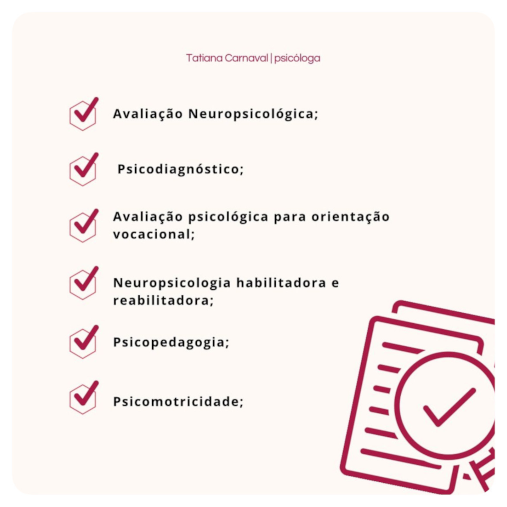 Tatiana Carnaval | psicóloga
Avaliação Neuropsicológica;
Psicodiagnóstico;
Avaliação psicológica para orientação
vocacional;
Neuropsicologia habilitadora e
reabilitadora;
Psicopedagogia;
Psicomotricidade;